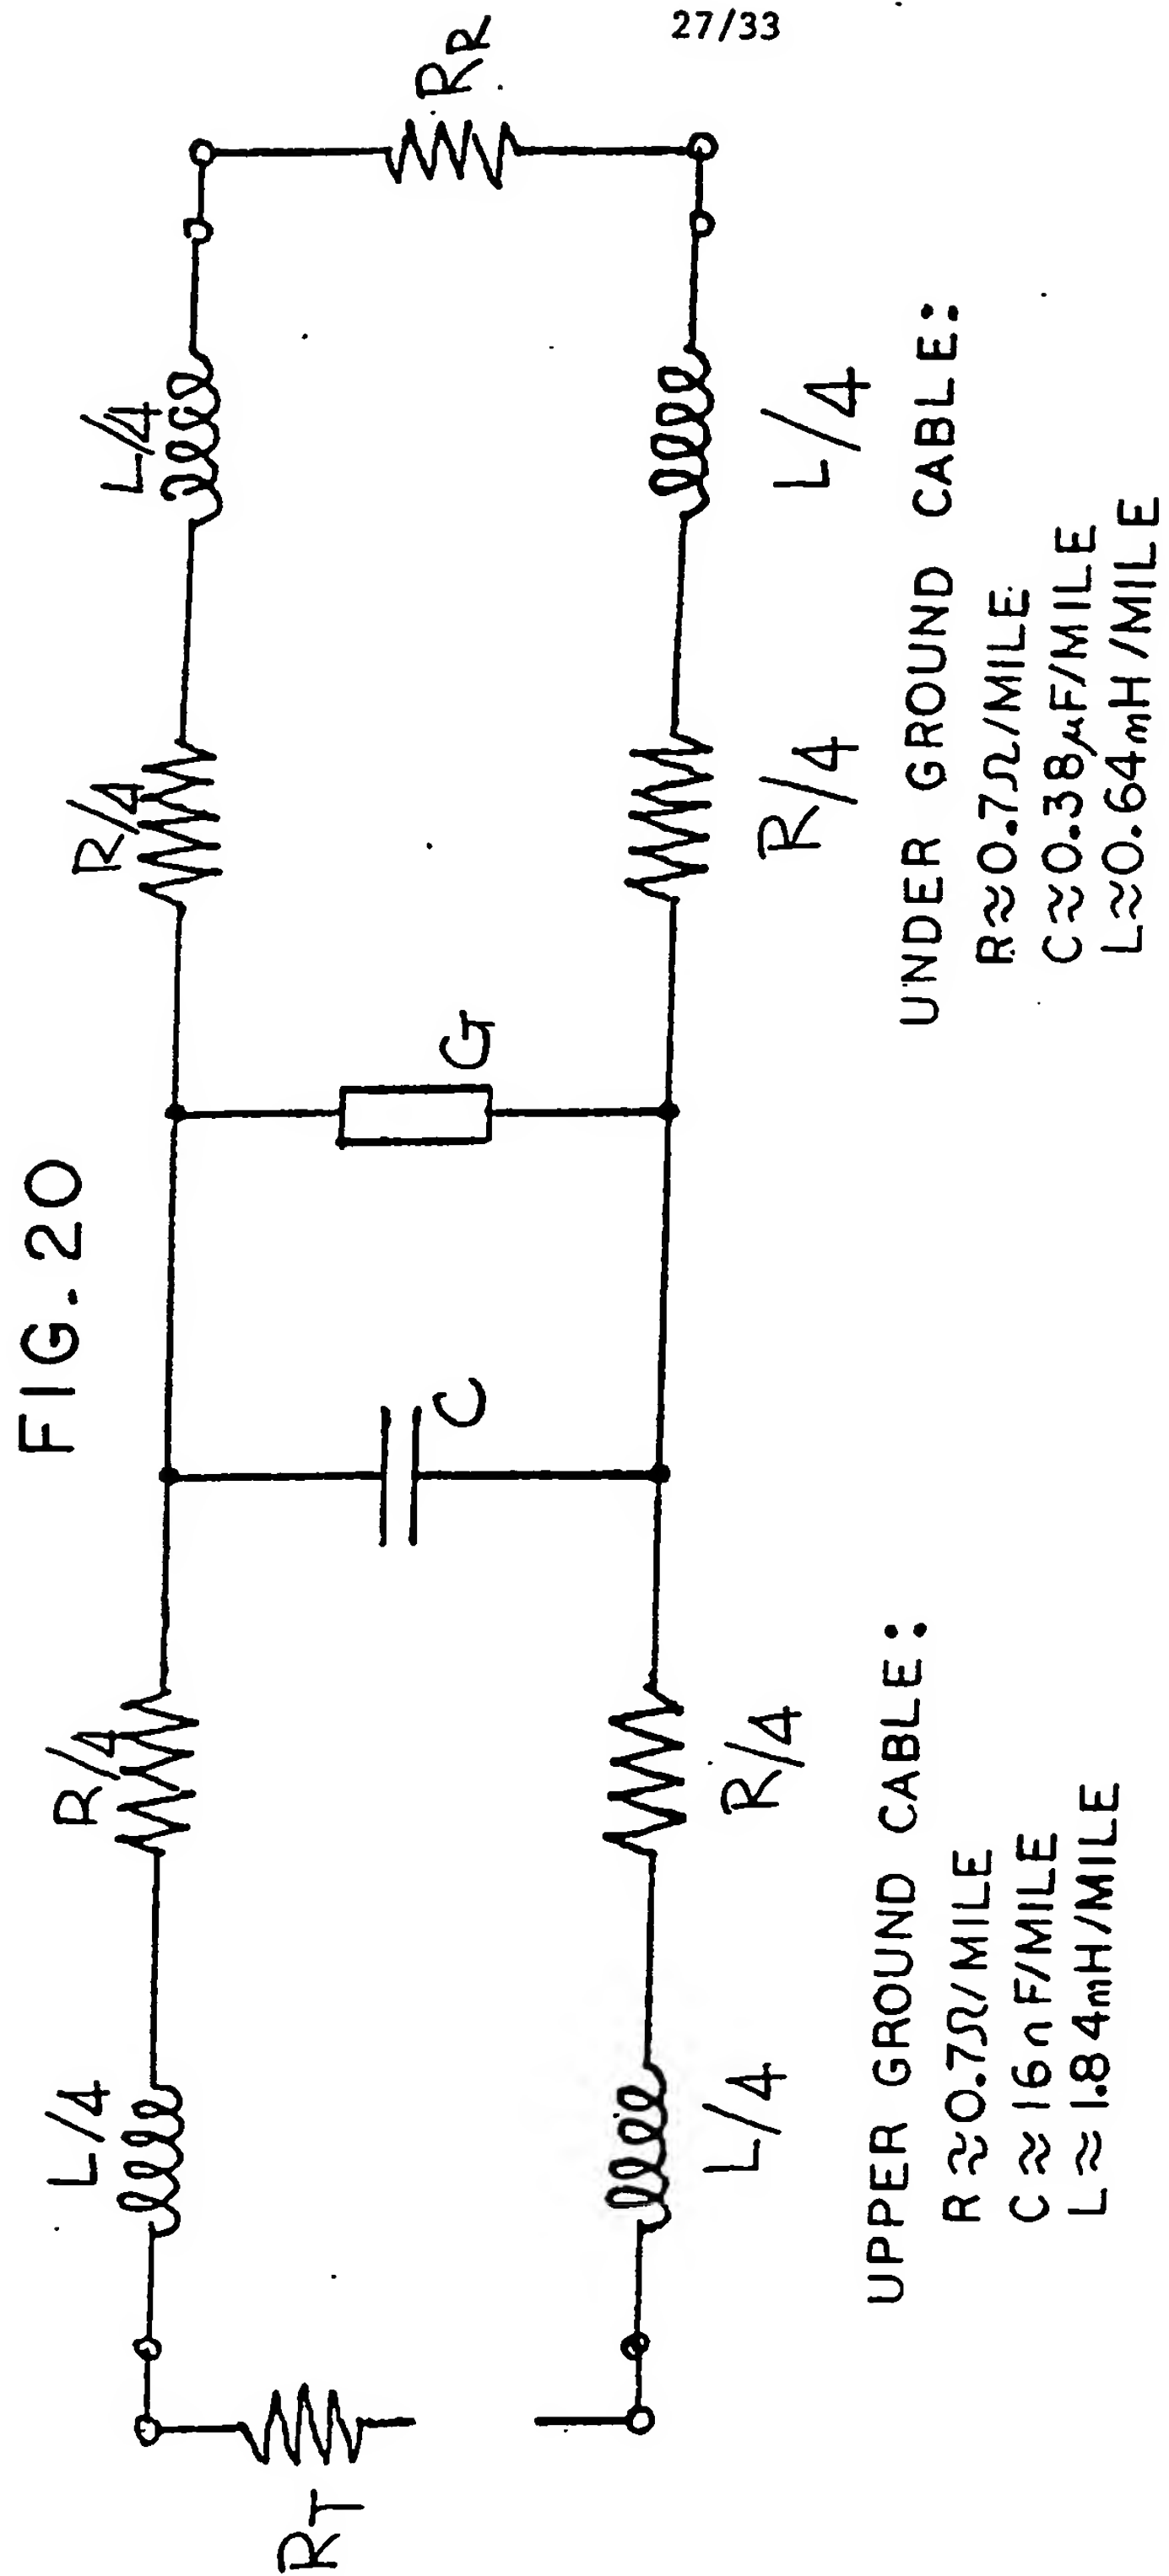 27/33
FIG. 20
L/4
R/4
R/4
L/4
RT
C
G
RR
L/4
R/4
R/4
L/4
UPPER GROUND CABLE:
R≈0.7Ω/MILE
C≈16nF/MILE
L≈1.84mH/MILE
UNDER GROUND CABLE:
R≈0.7Ω/MILE
C≈0.38μF/MILE
L≈0.64mH/MILE